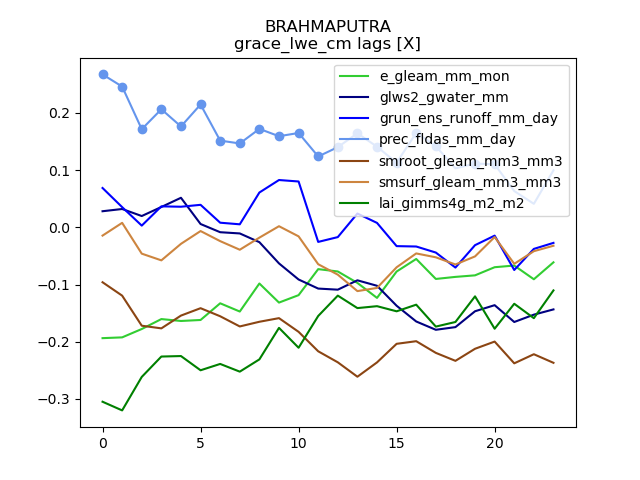 BRAHMAPUTRA
grace_lwe_cm lags [X]
e_gleam_mm_mon
glws2_gwater_mm
grun_ens_runoff_mm_day
prec_fldas_mm_day
smroot_gleam_mm3_mm3
smsurf_gleam_mm3_mm3
lai_gimms4g_m2_m2
0.2
0.1
0.0
−0.1
−0.2
−0.3
0 5 10 15 20